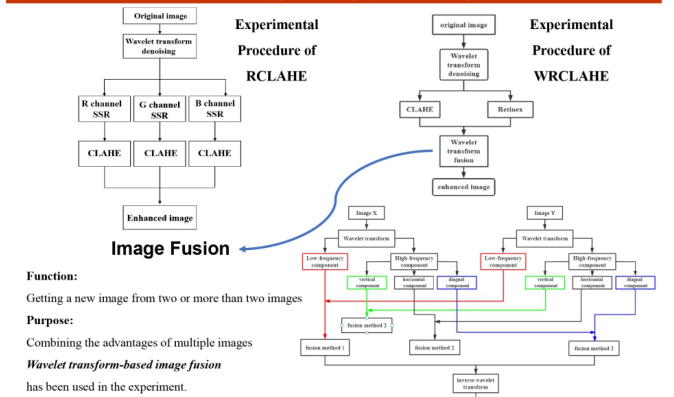 Experimental
Procedure of
RCLAHE
Original image
Wavelet transform
denoising
R channel
SSR
G channel
SSR
B channel
SSR
CLAHE
CLAHE
CLAHE
Enhanced image
Experimental
Procedure of
WRCLAHE
original image
Wavelet
transform
denoising
CLAHE
Retinex
Wavelet
transform
fusion
enhanced image
Image Fusion
Function:
Getting a new image from two or more than two images
Purpose:
Combining the advantages of multiple images
Wavelet transform-based image fusion
has been used in the experiment.
Image X
Wavelet transform
Low-frequency
component
High-frequency
component
vertical
component
horizontal
component
diagnal
component
Image Y
Wavelet transform
Low-frequency
component
High-frequency
component
vertical
component
horizontal
component
diagnal
component
fusion method 2
fusion method 1
fusion method 2
fusion method 2
inverse wavelet
transform